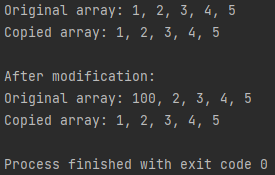 Original array: 1, 2, 3, 4, 5
Copied array: 1, 2, 3, 4, 5
After modification:
Original array: 100, 2, 3, 4, 5
Copied array: 1, 2, 3, 4, 5
Process finished with exit code 0